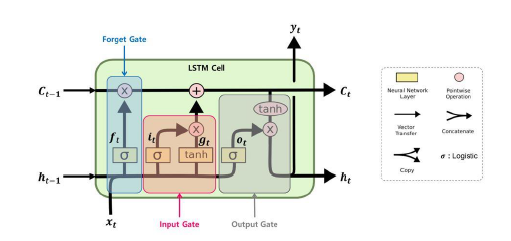 Forget Gate
y_t
LSTM Cell
C_{t-1}
×
+
C_t
tanh
f_t
i_t
×
g_t
o_t
×
σ
σ
tanh
σ
h_{t-1}
h_t
x_t
Input Gate
Output Gate
Neural Network
Layer
Pointwise
Operation
Vector
Transfer
Concatenate
Copy
σ : Logistic